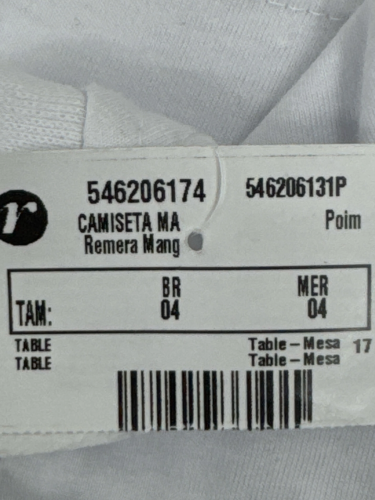 r
546206174 546206131P
CAMISETA MA Poim
Remera Mang
BR MER
TAM: 04 04
TABLE Table-Mesa 17
TABLE Table-Mesa